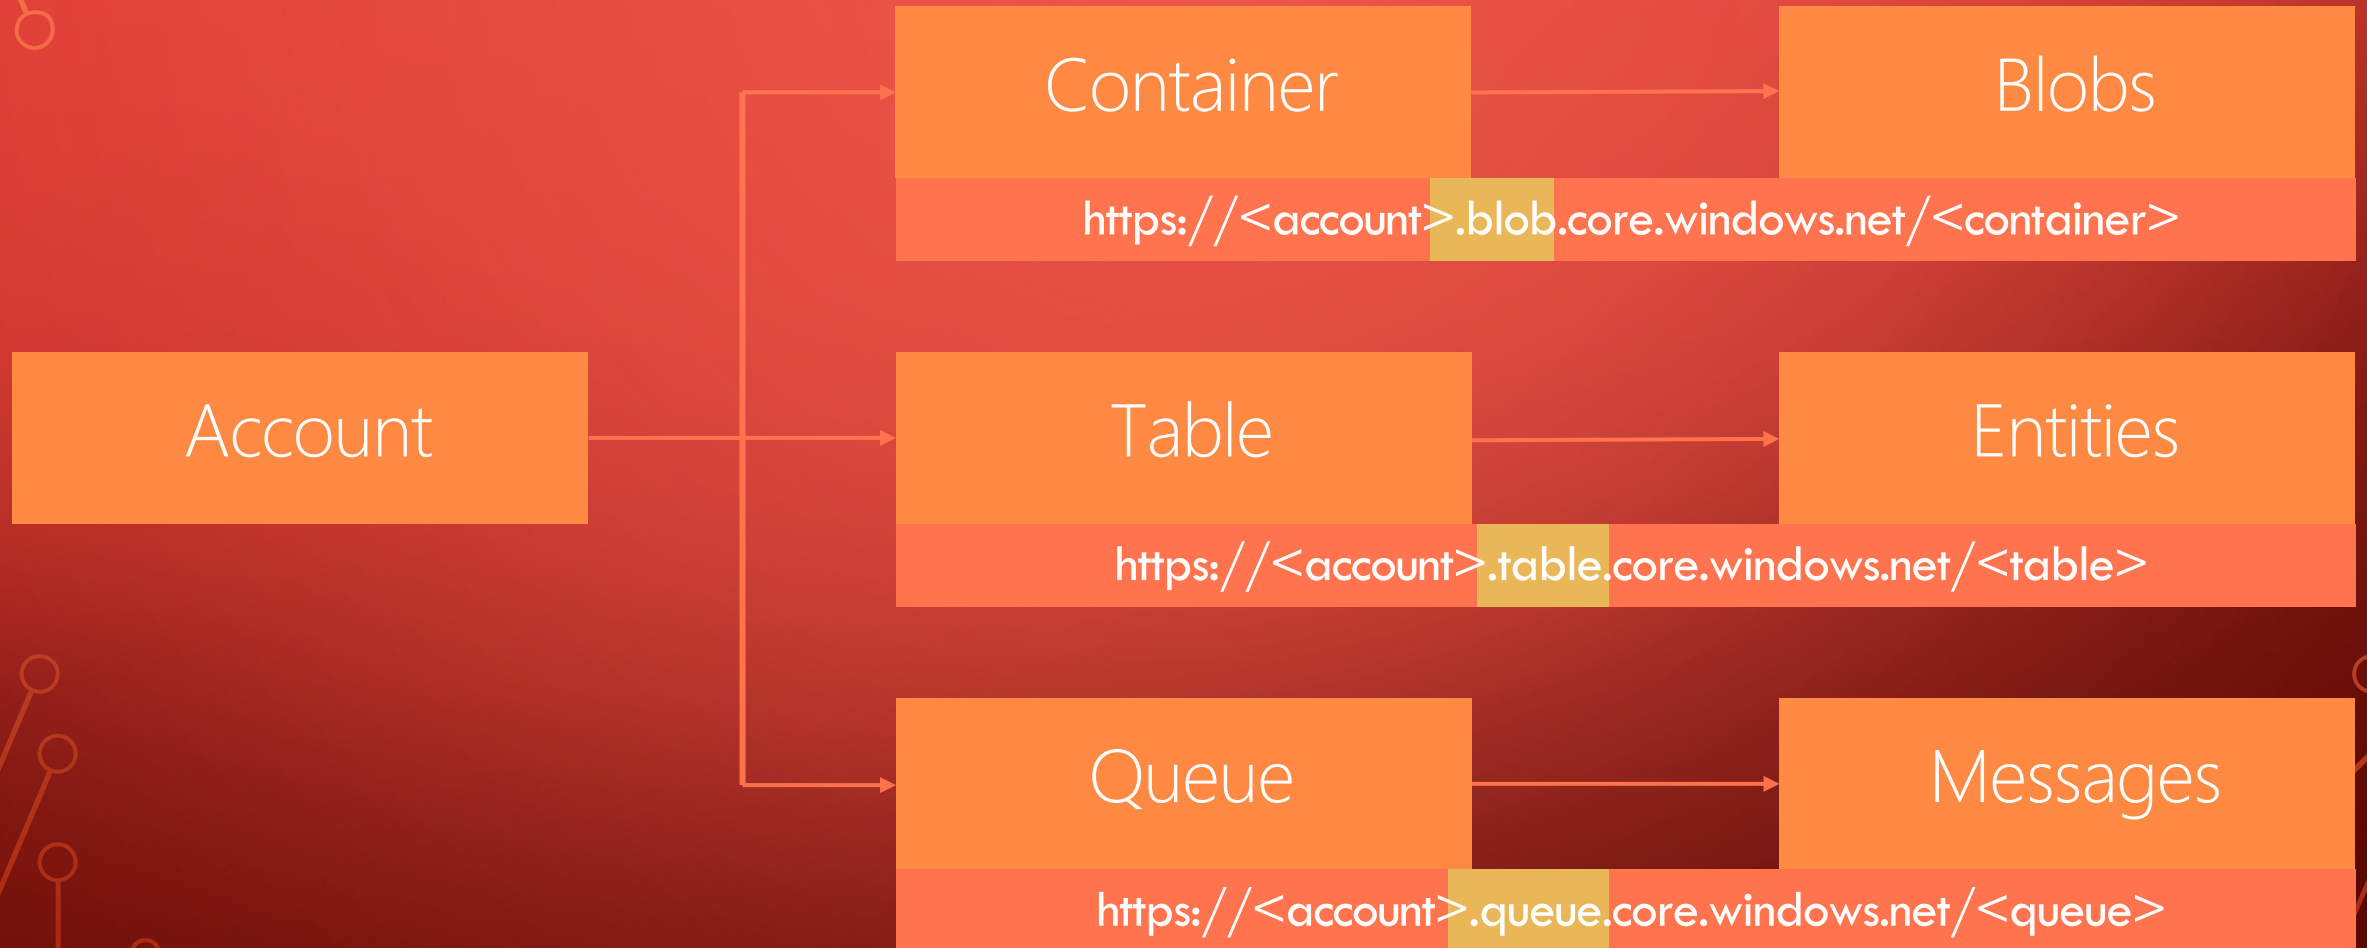 Container
Blobs
https://<account>.blob.core.windows.net/<container>
Account
Table
Entities
https://<account>.table.core.windows.net/<table>
Queue
Messages
https://<account>.queue.core.windows.net/<queue>